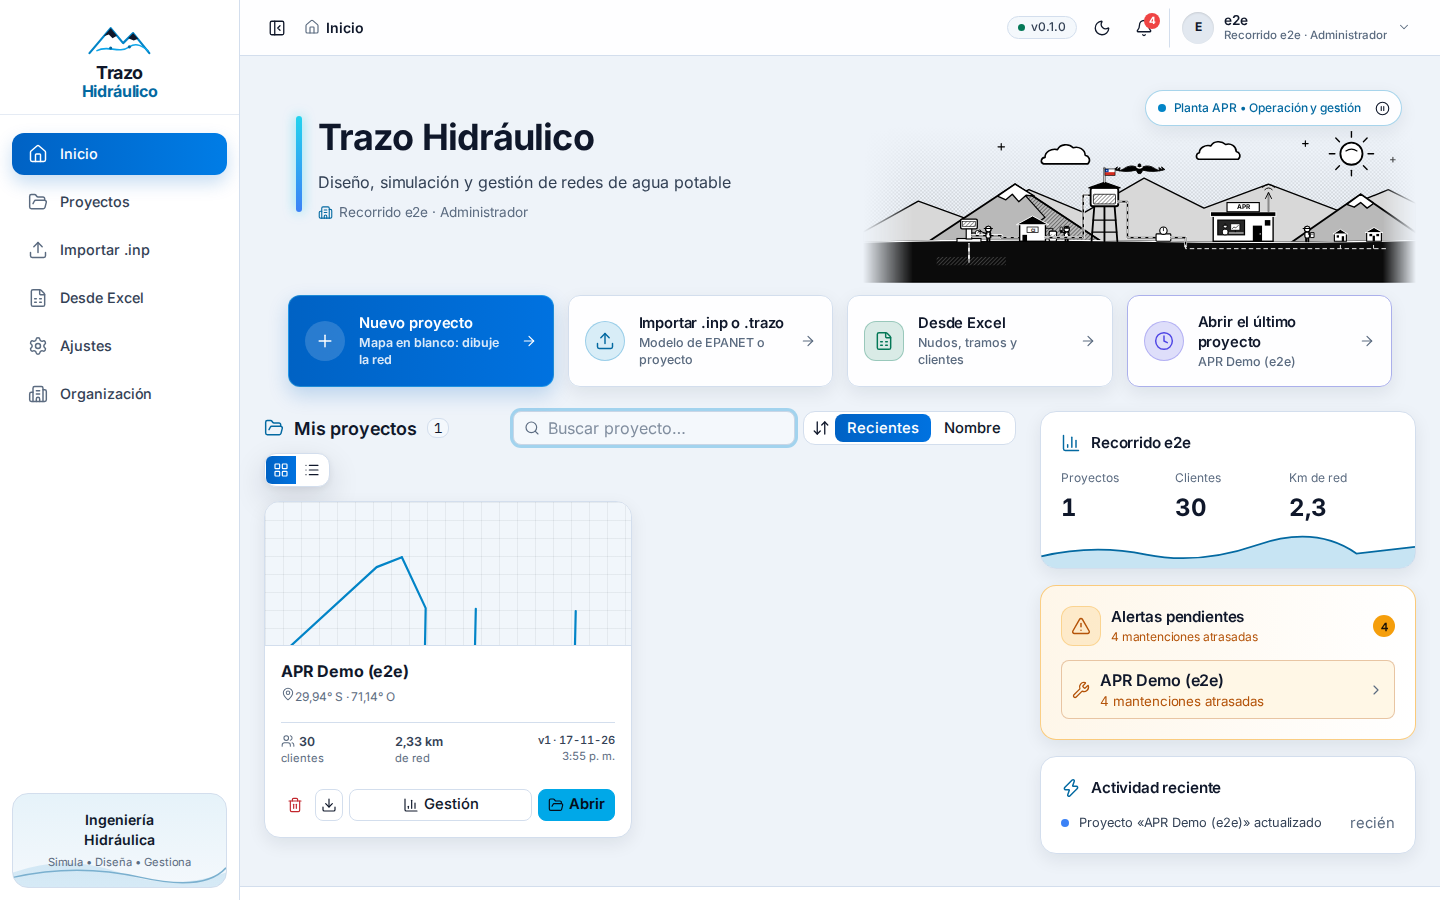 Trazo
Hidráulico
Inicio
Proyectos
Importar .inp
Desde Excel
Ajustes
Organización
Ingeniería
Hidráulica
Simula • Diseña • Gestiona
Inicio
v0.1.0
4
E
e2e
Recorrido e2e · Administrador
Trazo Hidráulico
Diseño, simulación y gestión de redes de agua potable
Recorrido e2e · Administrador
Planta APR • Operación y gestión
APR
Nuevo proyecto
Mapa en blanco: dibuje
la red
Importar .inp o .trazo
Modelo de EPANET o
proyecto
Desde Excel
Nudos, tramos y
clientes
Abrir el último
proyecto
APR Demo (e2e)
Mis proyectos 1
Buscar proyecto...
Recientes
Nombre
APR Demo (e2e)
29,94° S · 71,14° O
30
clientes
2,33 km
de red
v1 · 17-11-26
3:55 p. m.
Gestión
Abrir
Recorrido e2e
Proyectos
1
Clientes
30
Km de red
2,3
Alertas pendientes
4 mantenciones atrasadas
4
APR Demo (e2e)
4 mantenciones atrasadas
Actividad reciente
Proyecto «APR Demo (e2e)» actualizado
recién